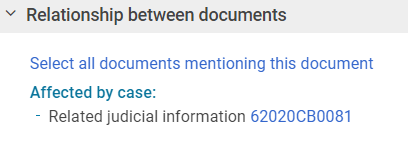 Relationship between documents
Select all documents mentioning this document
Affected by case:
- Related judicial information 62020CB0081